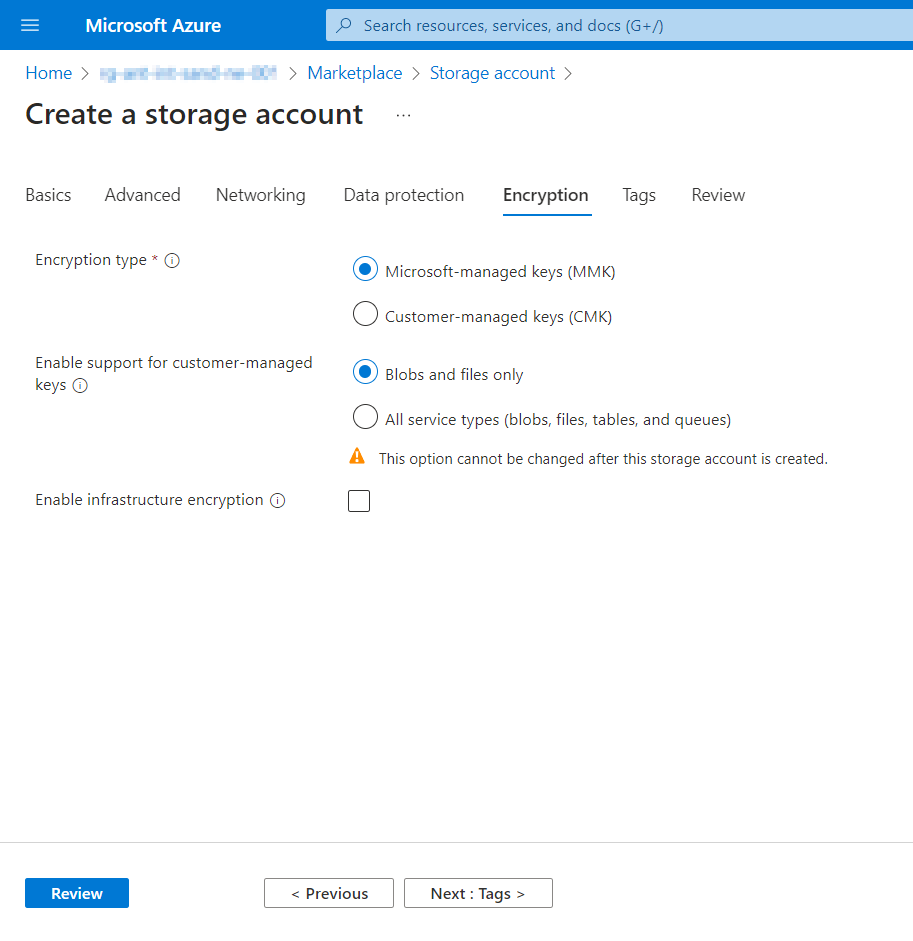 Microsoft Azure
Search resources, services, and docs (G+/)
Home > > Marketplace > Storage account >
Create a storage account ...
Basics Advanced Networking Data protection Encryption Tags Review
Encryption type *
Microsoft-managed keys (MMK)
Customer-managed keys (CMK)
Enable support for customer-managed
keys
Blobs and files only
All service types (blobs, files, tables, and queues)
This option cannot be changed after this storage account is created.
Enable infrastructure encryption
Review
< Previous
Next : Tags >